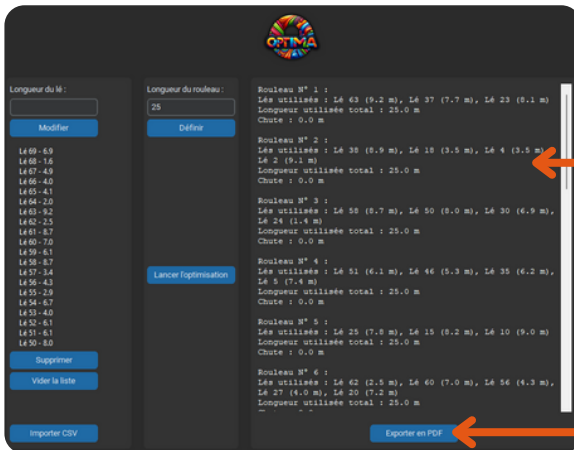 OPTIMA
Longueur du lé :
Modifier
Lé 69 - 6.9
Lé 68 - 1.6
Lé 67 - 4.9
Lé 66 - 4.0
Lé 65 - 4.1
Lé 64 - 2.0
Lé 63 - 9.2
Lé 62 - 2.5
Lé 61 - 8.7
Lé 60 - 7.0
Lé 59 - 6.1
Lé 58 - 8.7
Lé 57 - 3.4
Lé 56 - 4.3
Lé 55 - 2.9
Lé 54 - 6.7
Lé 53 - 4.0
Lé 52 - 6.1
Lé 51 - 6.1
Lé 50 - 8.0
Supprimer
Vider la liste
Importer CSV
Longueur du rouleau :
25
Définir
Lancer l'optimisation
Rouleau N° 1 :
Lés utilisés : Lé 63 (9.2 m), Lé 37 (7.7 m), Lé 23 (8.1 m)
Longueur utilisée total : 25.0 m
Chute : 0.0 m
Rouleau N° 2 :
Lés utilisés : Lé 38 (8.9 m), Lé 18 (3.5 m), Lé 4 (3.5 m)
Lé 2 (9.1 m)
Longueur utilisée total : 25.0 m
Chute : 0.0 m
Rouleau N° 3 :
Lés utilisés : Lé 58 (8.7 m), Lé 50 (8.0 m), Lé 30 (6.9 m),
Lé 24 (1.4 m)
Longueur utilisée total : 25.0 m
Chute : 0.0 m
Rouleau N° 4 :
Lés utilisés : Lé 51 (6.1 m), Lé 46 (5.3 m), Lé 35 (6.2 m),
Lé 5 (7.4 m)
Longueur utilisée total : 25.0 m
Chute : 0.0 m
Rouleau N° 5 :
Lés utilisés : Lé 25 (7.8 m), Lé 15 (8.2 m), Lé 10 (9.0 m)
Longueur utilisée total : 25.0 m
Chute : 0.0 m
Rouleau N° 6 :
Lés utilisés : Lé 62 (2.5 m), Lé 60 (7.0 m), Lé 56 (4.3 m),
Lé 27 (4.0 m), Lé 20 (7.2 m)
Longueur utilisée total : 25.0 m
Exporter en PDF